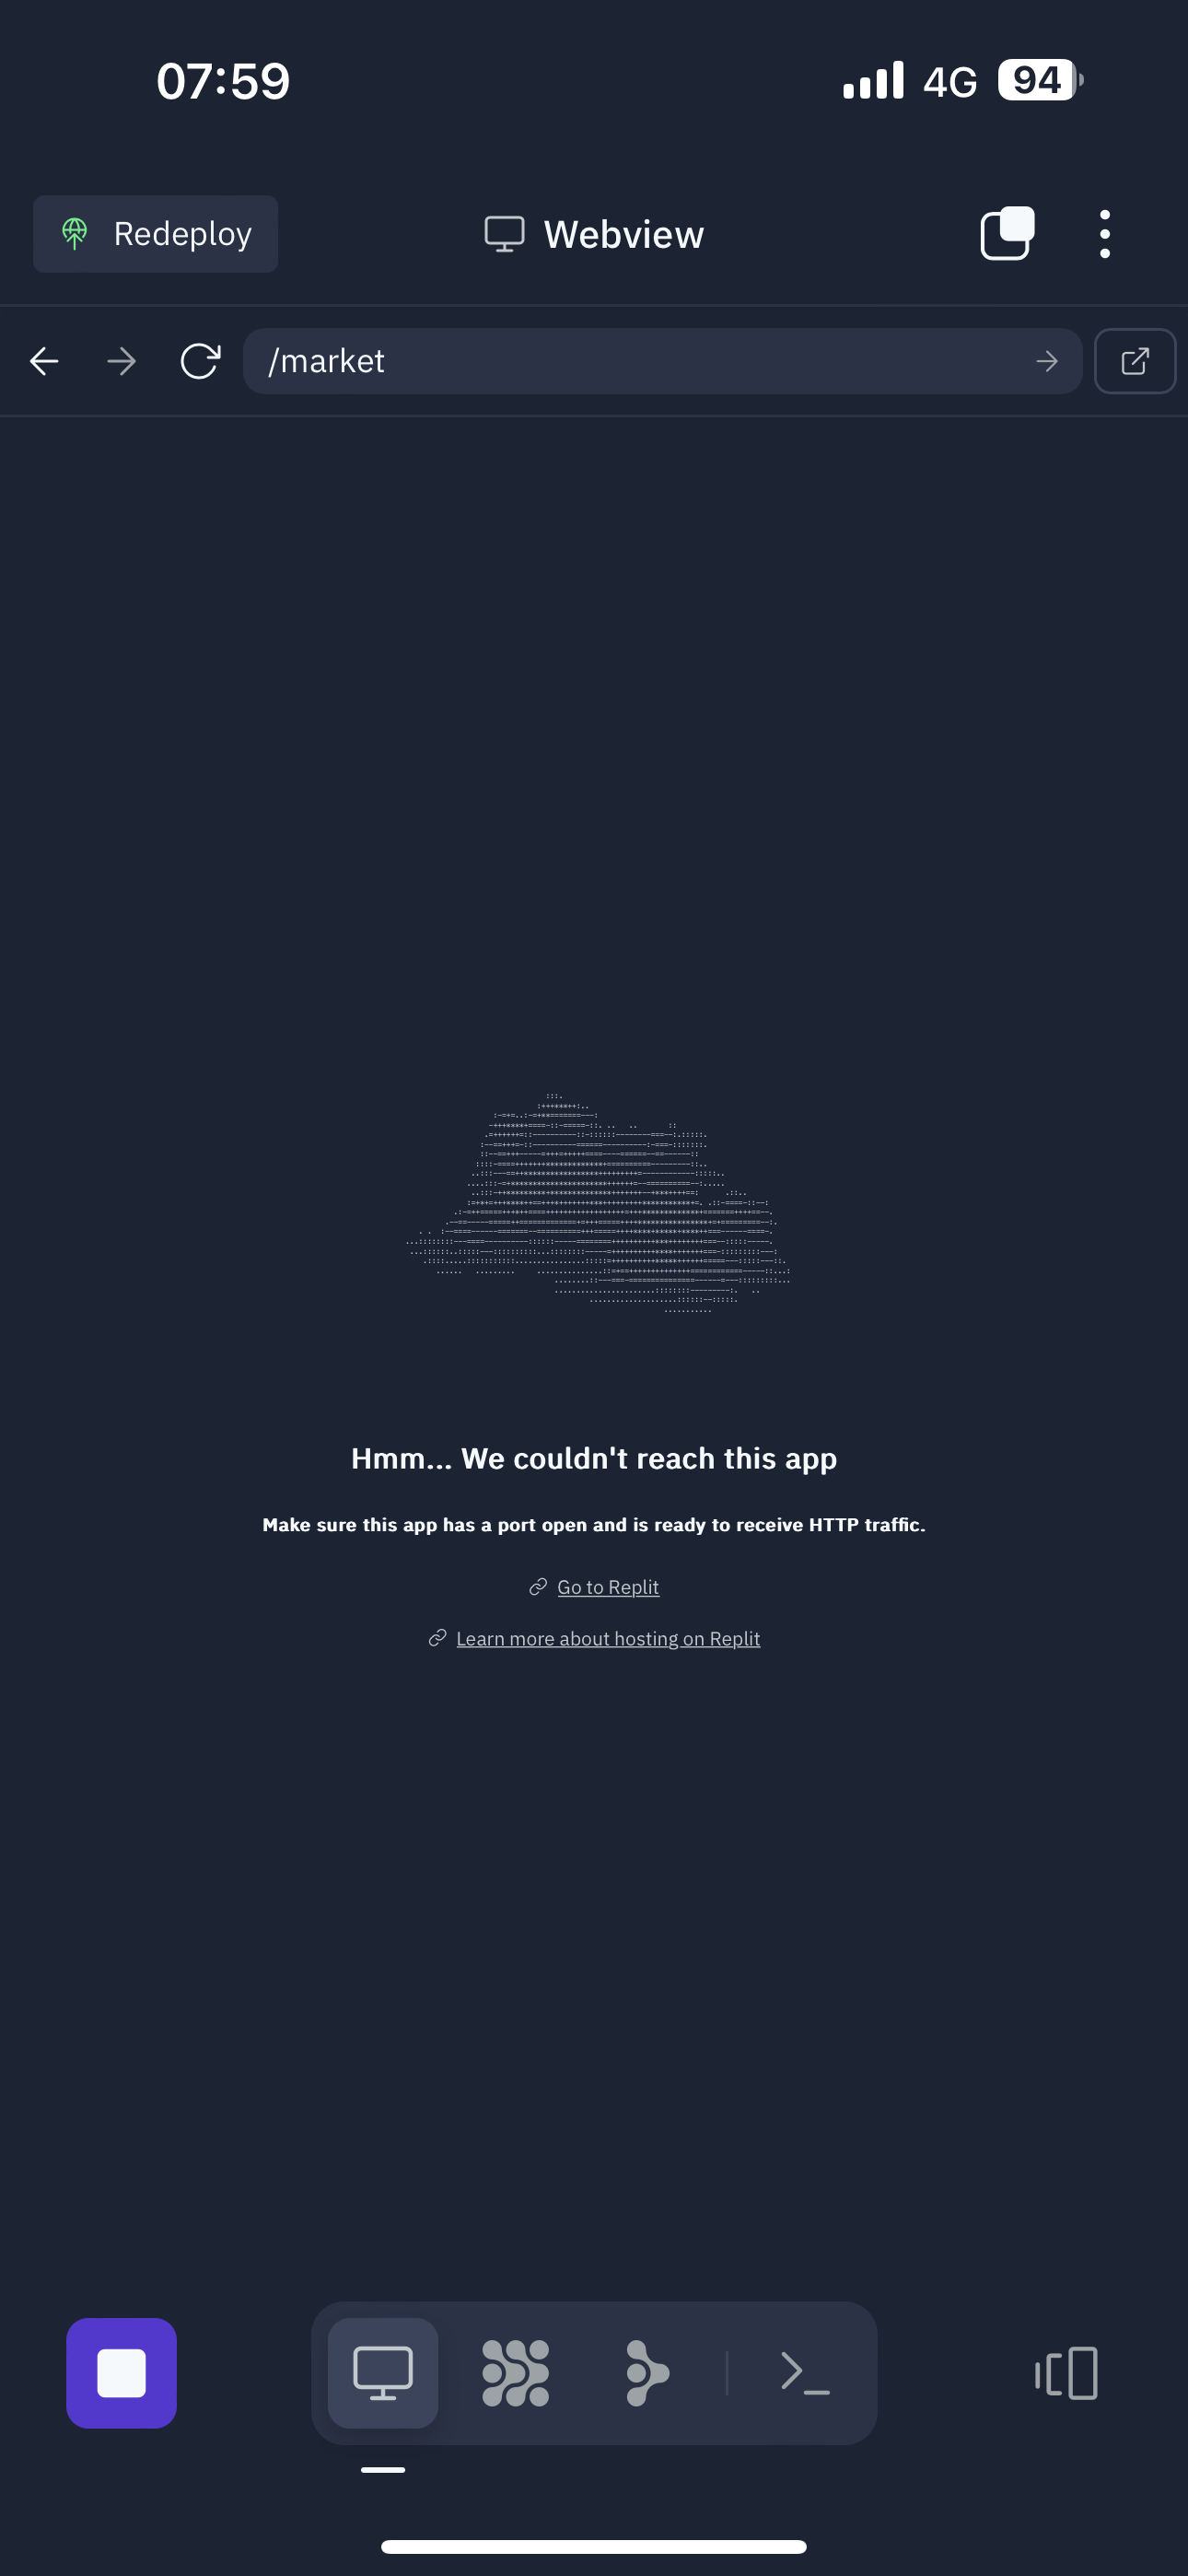 07:59
4G
94
Redeploy
Webview
/market
Hmm... We couldn't reach this app
Make sure this app has a port open and is ready to receive HTTP traffic.
Go to Replit
Learn more about hosting on Replit